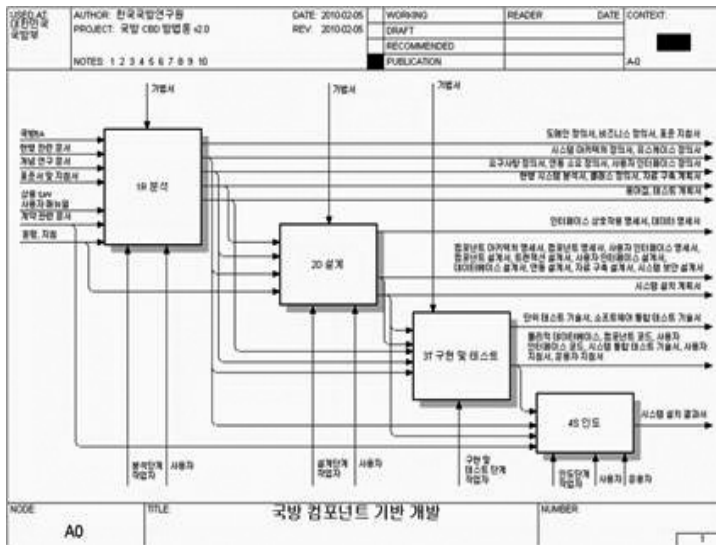 USED AT:
대한민국
국방부
AUTHOR: 한국국방연구원
DATE: 2010-02-05
PROJECT: 국방 CBD 방법론 v2.0
REV: 2010-02-05
NOTES: 1 2 3 4 5 6 7 8 9 10
WORKING
DRAFT
RECOMMENDED
PUBLICATION
READER
DATE
CONTEXT:
A-0
기법서
기법서
기법서
국방EA
현행 관련 문서
개념 연구 문서
표준서 및 지침서
상용 S/W
사용자 매뉴얼
계약 관련 문서
훈령, 지침
1R 분석
도메인 정의서, 비즈니스 정의서, 표준 지침서
시스템 아키텍처 정의서, 유스케이스 정의서
요구사항 정의서, 연동 소요 정의서, 사용자 인터페이스 정의서
현행 시스템 분석서, 클래스 정의서, 자료 구축 계획서
용어집, 테스트 계획서
2D 설계
인터페이스 상호작용 명세서, 데이터 명세서
컴포넌트 아키텍처 명세서, 컴포넌트 명세서, 사용자 인터페이스 명세서,
컴포넌트 설계서, 트랜잭션 설계서, 사용자 인터페이스 설계서,
데이터베이스 설계서, 연동 설계서, 자료 구축 설계서, 시스템 보안 설계서
시스템 설치 계획서
3T 구현 및 테스트
단위 테스트 기술서, 소프트웨어 통합 테스트 기술서
물리적 데이터베이스, 컴포넌트 코드, 사용자
인터페이스 코드, 시스템 통합 테스트 기술서, 사용자
지침서, 운용자 지침서
4S 인도
시스템 설치 결과서
분석단계
작업자
사용자
설계단계
작업자
사용자
구현 및
테스트 단계
작업자
인도단계
작업자
사용자
운용자
NODE:
A0
TITLE:
국방 컴포넌트 기반 개발
NUMBER:
1